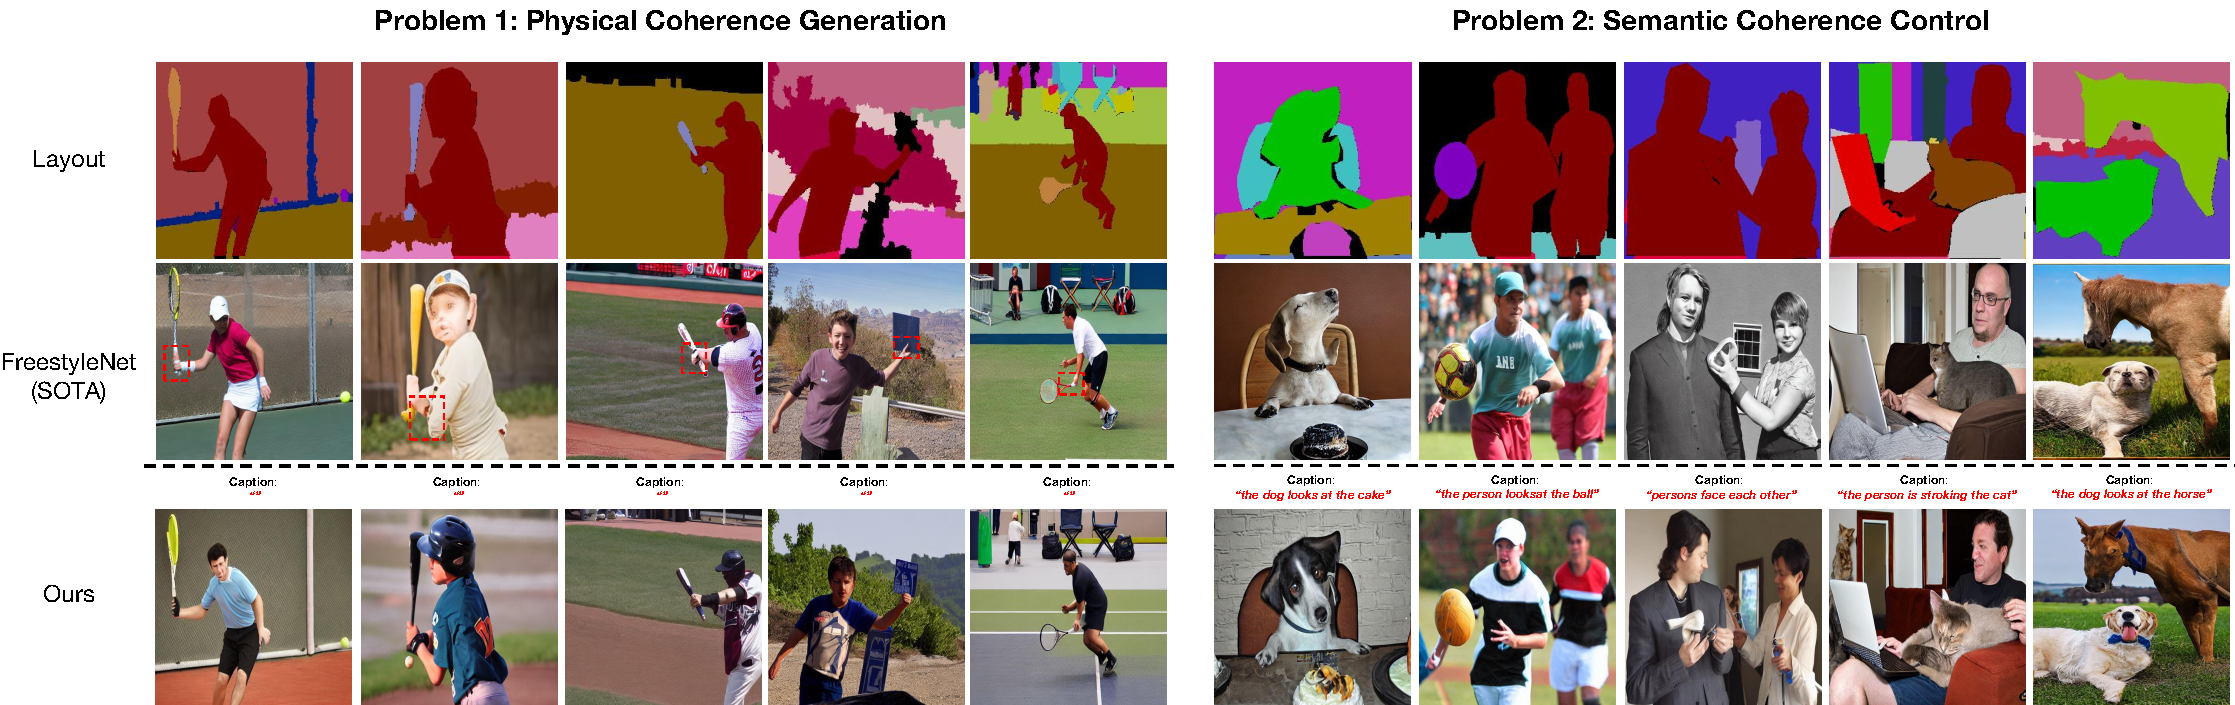 Problem 1: Physical Coherence Generation
Problem 2: Semantic Coherence Control
Layout
FreestyleNet
(SOTA)
Caption:
“”
Caption:
“”
Caption:
“”
Caption:
“”
Caption:
“”
Caption:
“the dog looks at the cake”
Caption:
“the person looksat the ball”
Caption:
“persons face each other”
Caption:
“the person is stroking the cat”
Caption:
“the dog looks at the horse”
Ours